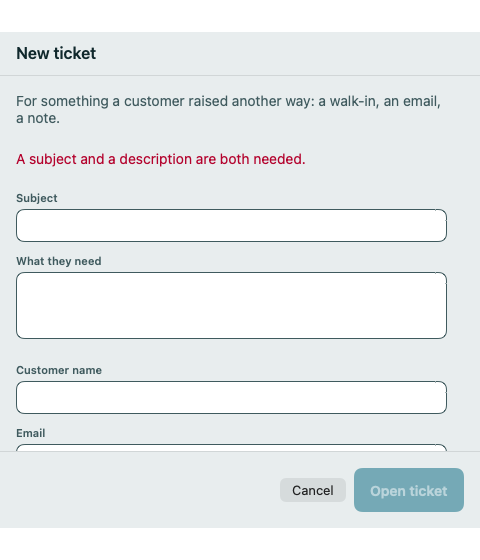 New ticket
For something a customer raised another way: a walk-in, an email,
a note.
A subject and a description are both needed.
Subject
What they need
Customer name
Email
Cancel
Open ticket